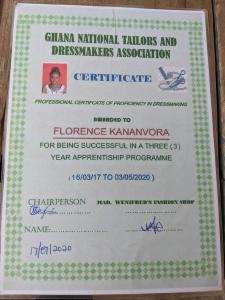 GHANA NATIONAL TAILORS AND
DRESSMAKERS ASSOCIATION
CERTIFICATE
PROFESSIONAL CERTIFCATE OF PROFICIENCY IN DRESSMAKING
AWARDED TO
FLORENCE KANANVORA
FOR BEING SUCCESSFUL IN A THREE (3)
YEAR APPRENTISHIP PROGRAMME
(16/03/17 TO 03/05/2020)
CHAIRPERSON MAD. WENIFRED'S FASHION SHOP
NAME:
17/09/2020